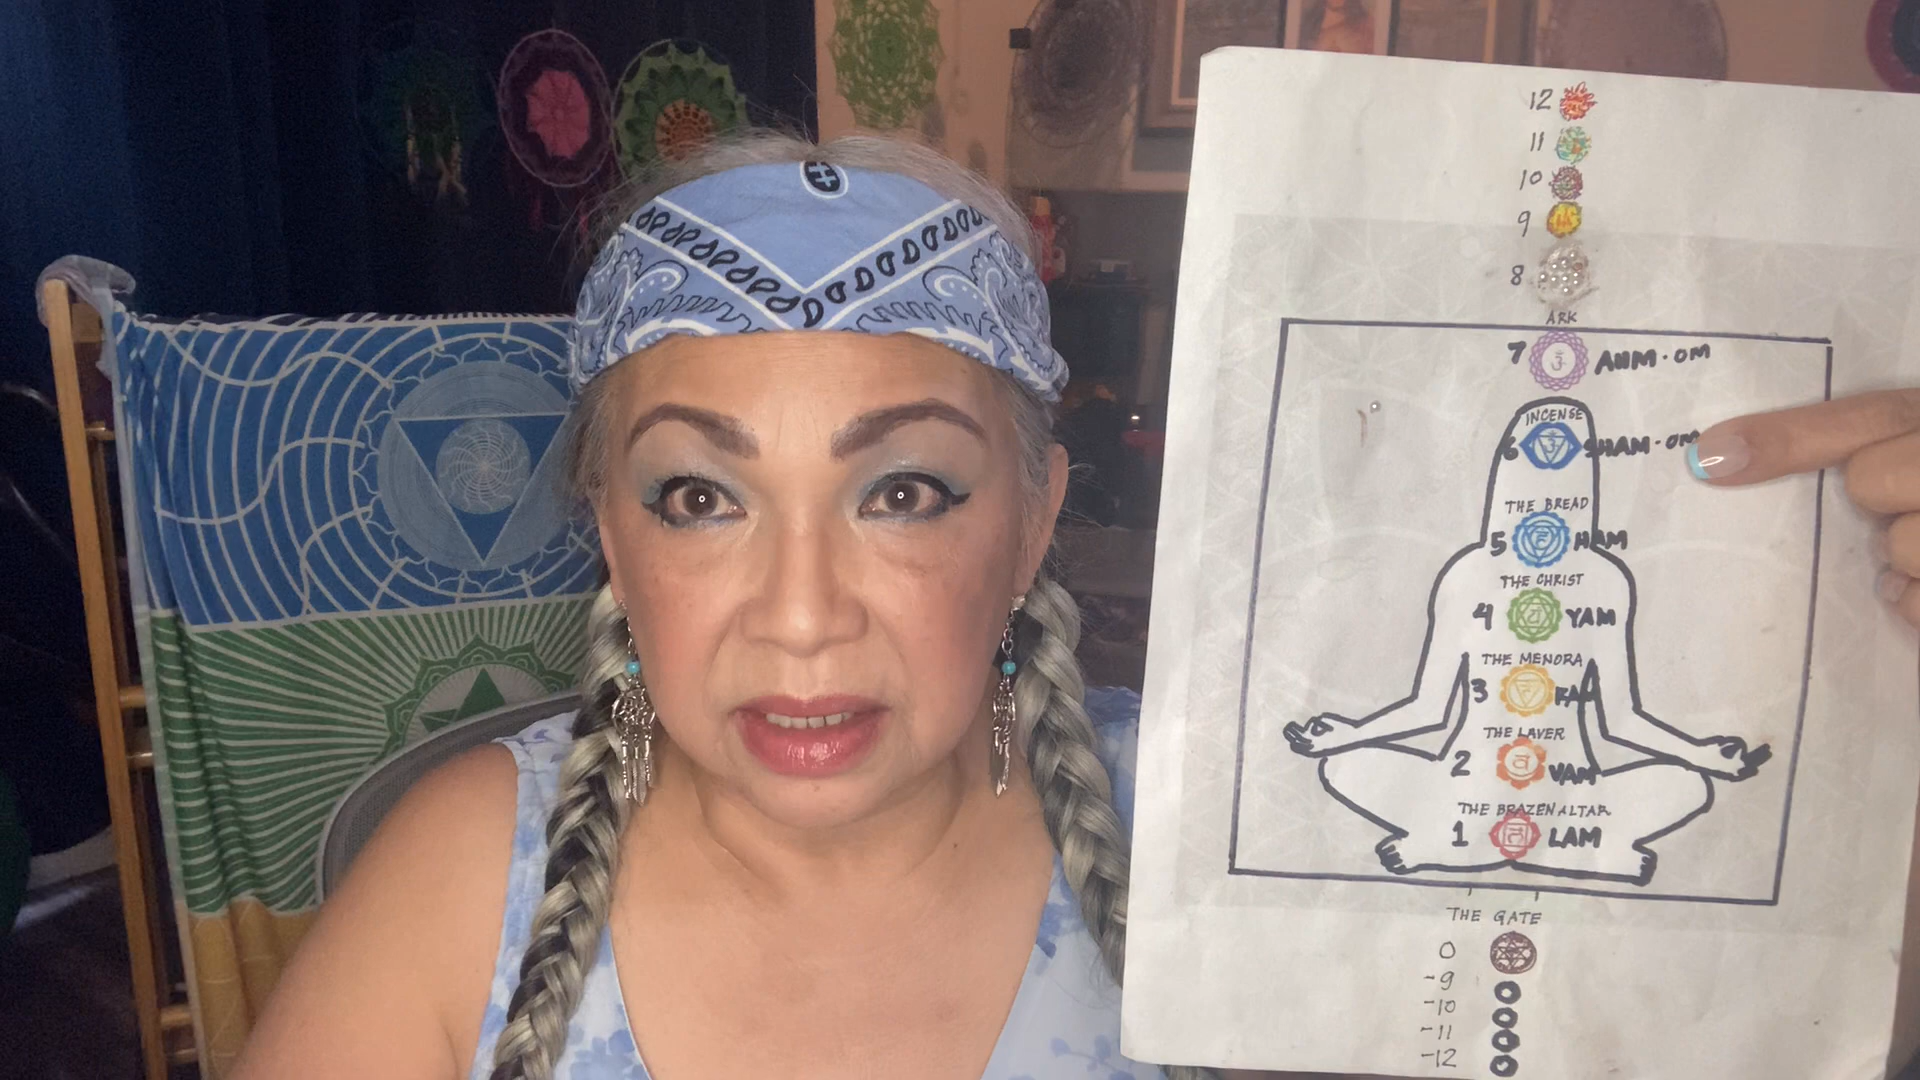 12
11
10
9
8
ARK
7 AHM·OM
INCENSE
6 ॐ SHAM·OM
THE BREAD
5 HAM
THE CHRIST
4 YAM
THE MENORA
3
THE LAVER
2 VAM
THE BRAZEN ALTAR
1 LAM
THE GATE
0
-9
-10
-11
-12